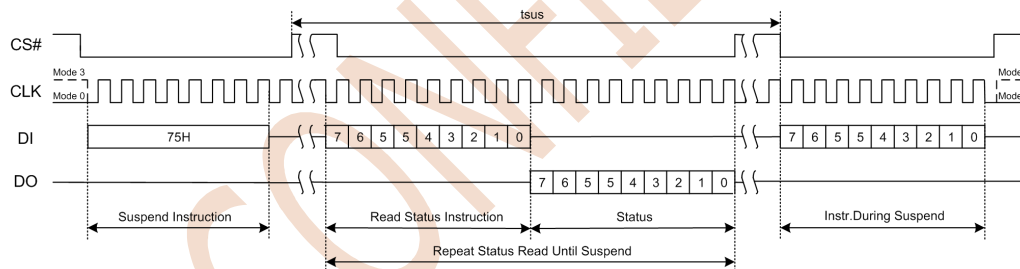 tsus
CS#
Mode 3
Mode
CLK
Mode 0
Mode
DI
75H
7 6 5 5 4 3 2 1 0
7 6 5 5 4 3 2 1 0
DO
7 6 5 5 4 3 2 1 0
Suspend Instruction
Read Status Instruction
Status
Instr.During Suspend
Repeat Status Read Until Suspend